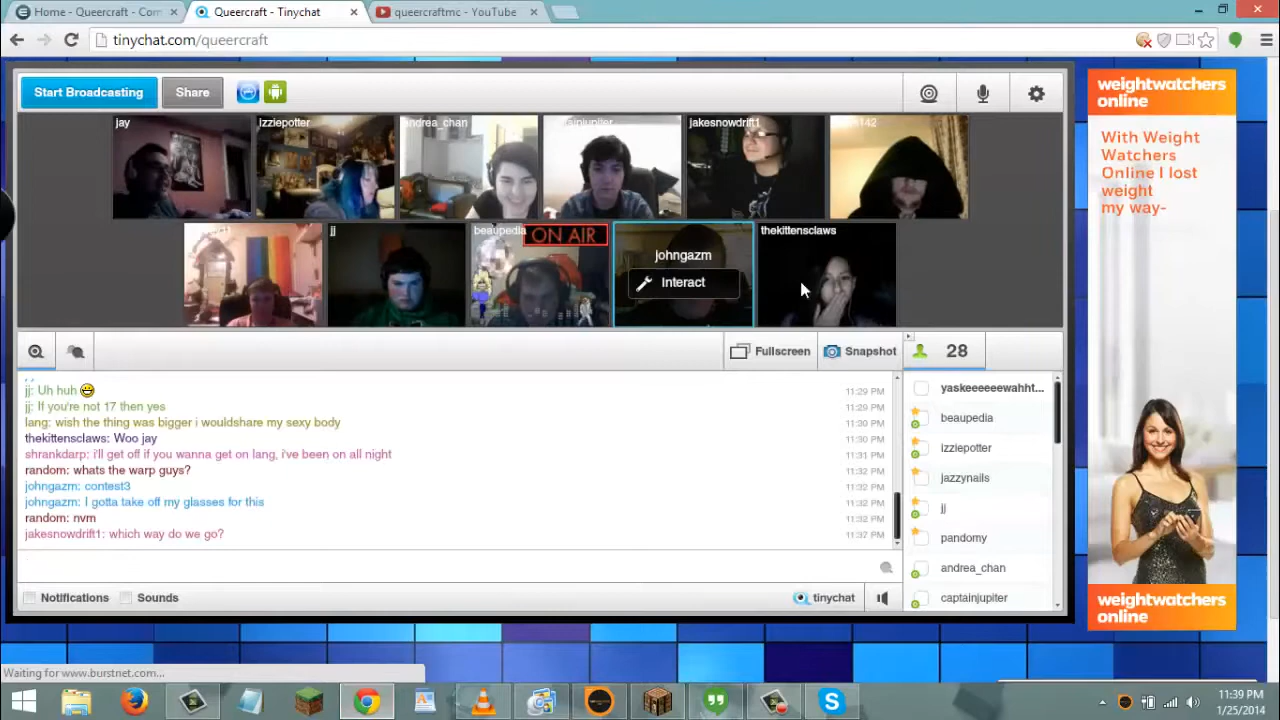 Home - Queercraft - Com
Queercraft - Tinychat
queercraftmc - YouTube
tinychat.com/queercraft
Start Broadcasting
Share
jay
izziepotter
andrea_chan
jakesnowdrift1
jj
beaupedia
ON AIR
johngazm
Interact
thekittensclaws
Fullscreen
Snapshot
28
jj: Uh huh
11:29 PM
jj: If you're not 17 then yes
11:29 PM
lang: wish the thing was bigger i wouldshare my sexy body
11:30 PM
thekittensclaws: Woo jay
11:30 PM
shrankdarp: i'll get off if you wanna get on lang, i've been on all night
11:31 PM
random: whats the warp guys?
11:32 PM
johngazm: contest3
11:32 PM
johngazm: I gotta take off my glasses for this
11:32 PM
random: nvm
11:32 PM
jakesnowdrift1: which way do we go?
11:37 PM
yaskeeeeeewahht...
beaupedia
izziepotter
jazzynails
jj
pandomy
andrea_chan
captainjupiter
Notifications
Sounds
tinychat
weightwatchers
online
With Weight
Watchers
Online I lost
weight
my way-
weightwatchers
online
Waiting for www.burstnet.com...
11:39 PM
1/25/2014